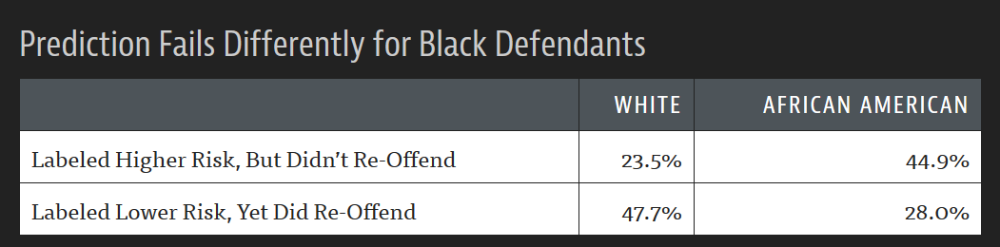 Prediction Fails Differently for Black Defendants
WHITE AFRICAN AMERICAN
Labeled Higher Risk, But Didn’t Re-Offend 23.5% 44.9%
Labeled Lower Risk, Yet Did Re-Offend 47.7% 28.0%